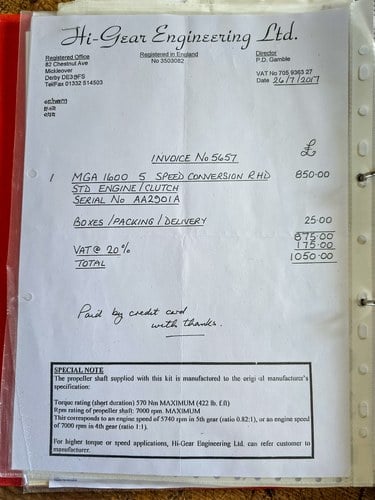 Hi-Gear Engineering Ltd.
Registered Office
82 Chestnut Ave
Mickleover
Derby DE3 9FS
Tel/Fax 01332 514503
Registered in England
No 3503082
Director
P.D. Gamble
VAT No 705 9363 27
Date 26/7/2017
INVOICE No 5657
£
1 MGA 1600 5 SPEED CONVERSION RHD 850.00
STD ENGINE/CLUTCH
SERIAL No AA2901A
BOXES/PACKING/DELIVERY 25.00
875.00
VAT @ 20% 175.00
TOTAL 1050.00
Paid by credit card
with thanks.
SPECIAL NOTE
The propeller shaft supplied with this kit is manufactured to the original manufacturer's
specification:
Torque rating (short duration) 570 Nm MAXIMUM (422 lb. f.ft)
Rpm rating of propeller shaft: 7000 rpm. MAXIMUM
This corresponds to an engine speed of 5740 rpm in 5th gear (ratio 0.82:1), or an engine speed
of 7000 rpm in 4th gear (ratio 1:1).
For higher torque or speed applications, Hi-Gear Engineering Ltd. can refer customer to
manufacturer.